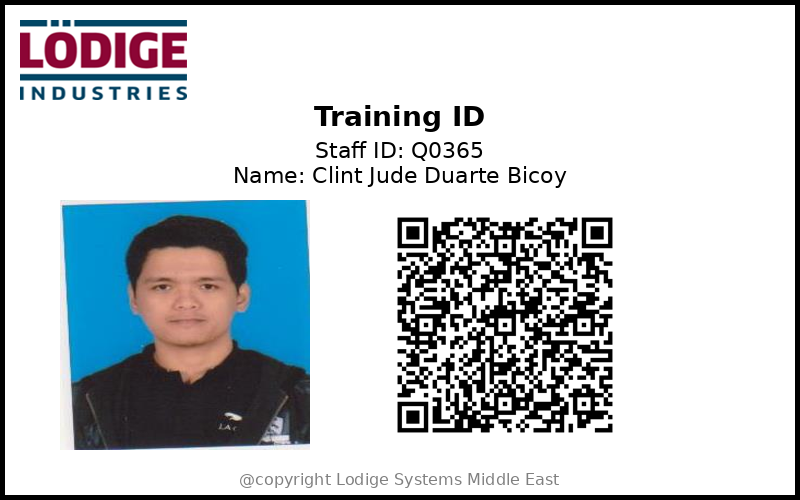 LÖDIGE
INDUSTRIES
Training ID
Staff ID: Q0365
Name: Clint Jude Duarte Bicoy
@copyright Lodige Systems Middle East